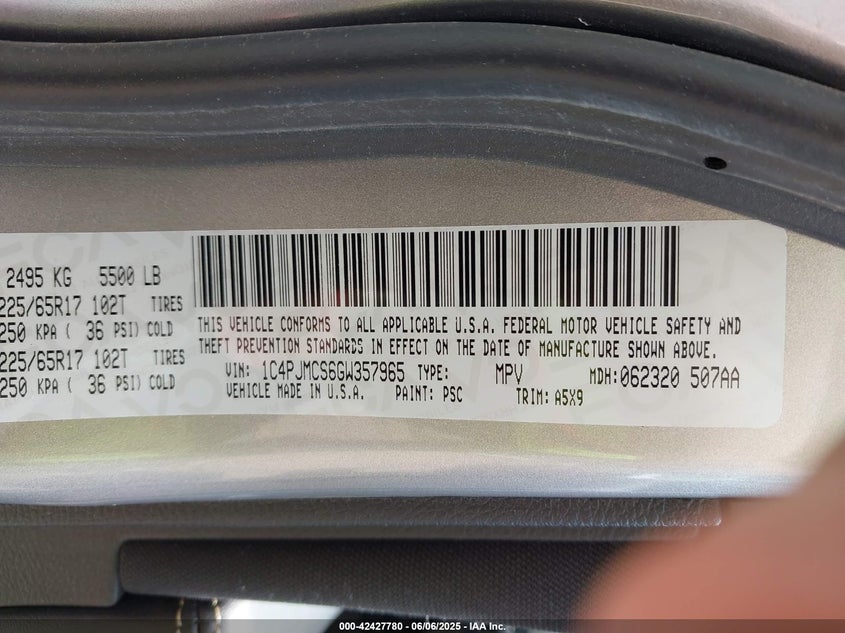 2495 KG 5500 LB
225/65R17 102T TIRES
250 KPA ( 36 PSI) COLD
225/65R17 102T TIRES
250 KPA ( 36 PSI) COLD
THIS VEHICLE CONFORMS TO ALL APPLICABLE U.S.A. FEDERAL MOTOR VEHICLE SAFETY AND
THEFT PREVENTION STANDARDS IN EFFECT ON THE DATE OF MANUFACTURE SHOWN ABOVE.
VIN: 1C4PJMCS6GW357965 TYPE: MPV MDH: 062320 507AA
VEHICLE MADE IN U.S.A. PAINT: PSC TRIM: A5X9
000-42427780 - 06/06/2025 - IAA Inc.